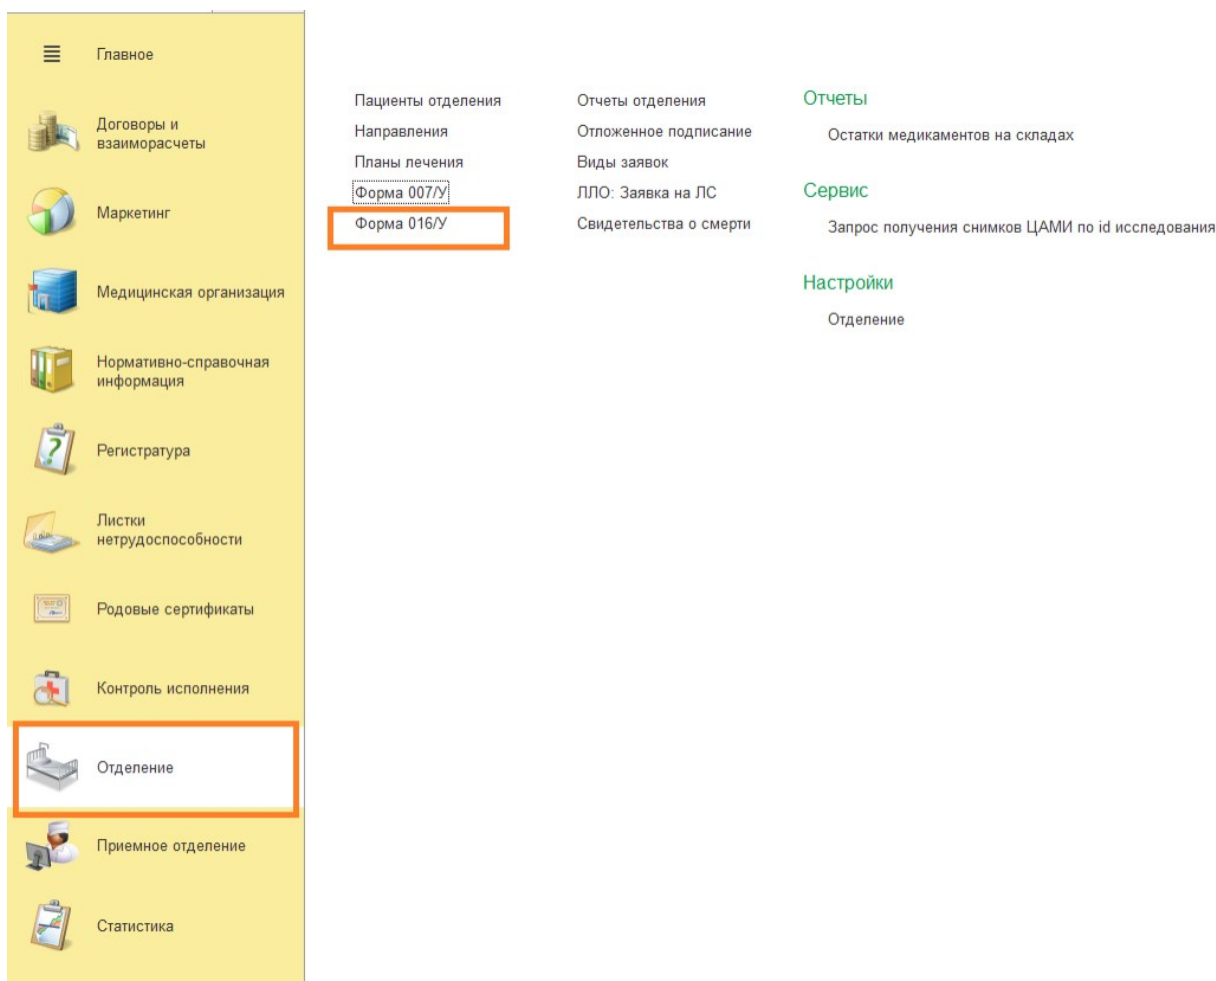 Главное
Договоры и
взаиморасчеты
Маркетинг
Медицинская организация
Нормативно-справочная
информация
Регистратура
Листки
нетрудоспособности
Родовые сертификаты
Контроль исполнения
Отделение
Приемное отделение
Статистика
Пациенты отделения
Направления
Планы лечения
Форма 007/У
Форма 016/У
Отчеты отделения
Отложенное подписание
Виды заявок
ЛЛО: Заявка на ЛС
Свидетельства о смерти
Отчеты
Остатки медикаментов на складах
Сервис
Запрос получения снимков ЦАМИ по id исследования
Настройки
Отделение